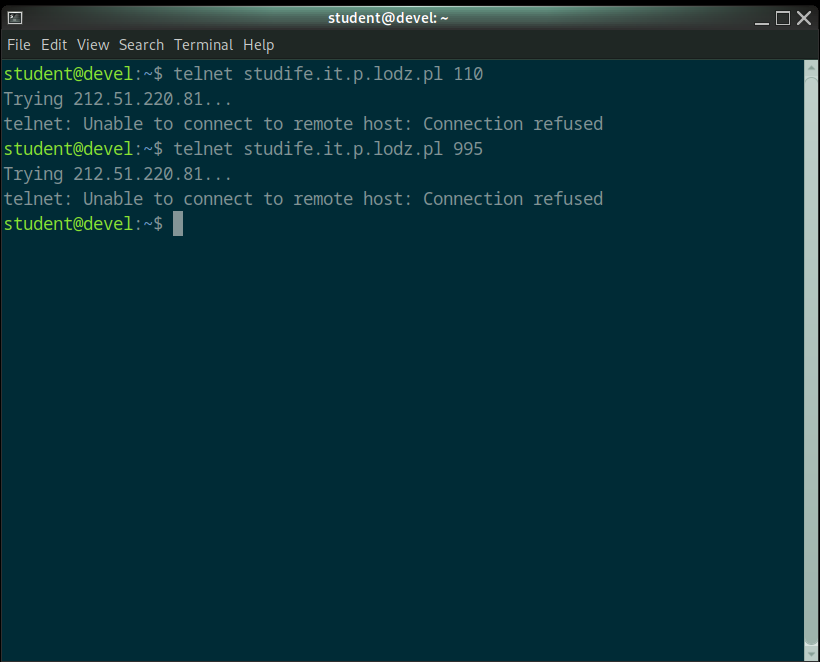 student@devel: ~
File Edit View Search Terminal Help
student@devel:~$ telnet studife.it.p.lodz.pl 110
Trying 212.51.220.81...
telnet: Unable to connect to remote host: Connection refused
student@devel:~$ telnet studife.it.p.lodz.pl 995
Trying 212.51.220.81...
telnet: Unable to connect to remote host: Connection refused
student@devel:~$